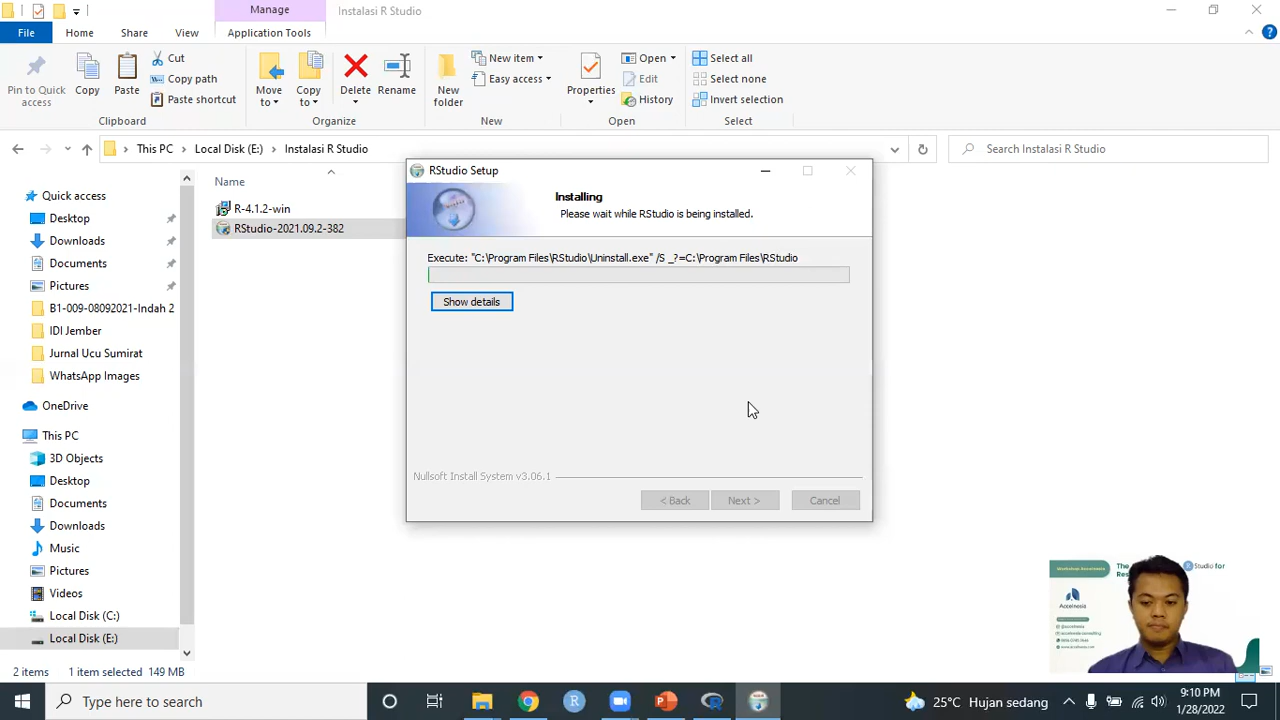 Manage
Instalasi R Studio
File
Home
Share
View
Application Tools
Pin to Quick access
Copy
Paste
Cut
Copy path
Paste shortcut
Move to
Copy to
Delete
Rename
New folder
New item
Easy access
Properties
Open
Edit
History
Select all
Select none
Invert selection
Clipboard
Organize
New
Open
Select
This PC > Local Disk (E:) > Instalasi R Studio
Search Instalasi R Studio
Quick access
Desktop
Downloads
Documents
Pictures
B1-009-08092021-Indah 2
IDI Jember
Jurnal Ucu Sumirat
WhatsApp Images
OneDrive
This PC
3D Objects
Desktop
Documents
Downloads
Music
Pictures
Videos
Local Disk (C:)
Local Disk (E:)
Name
R-4.1.2-win
RStudio-2021.09.2-382
RStudio Setup
Installing
Please wait while RStudio is being installed.
Execute: "C:\Program Files\RStudio\Uninstall.exe" /S _?=C:\Program Files\RStudio
Show details
Nullsoft Install System v3.06.1
< Back
Next >
Cancel
Workshop Accelnesia
Studio for
Accelnesia
2 items
1 item selected 149 MB
Type here to search
25°C Hujan sedang
9:10 PM
1/28/2022